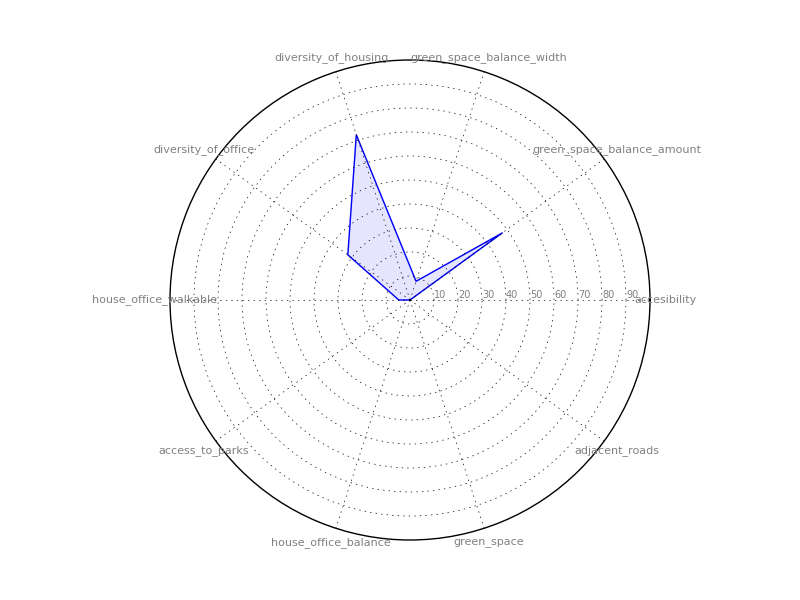 diversity_of_housing
green_space_balance_width
diversity_of_office
green_space_balance_amount
house_office_walkable
10 20 30 40 50 60 70 80 90
accesibility
access_to_parks
adjacent_roads
house_office_balance
green_space